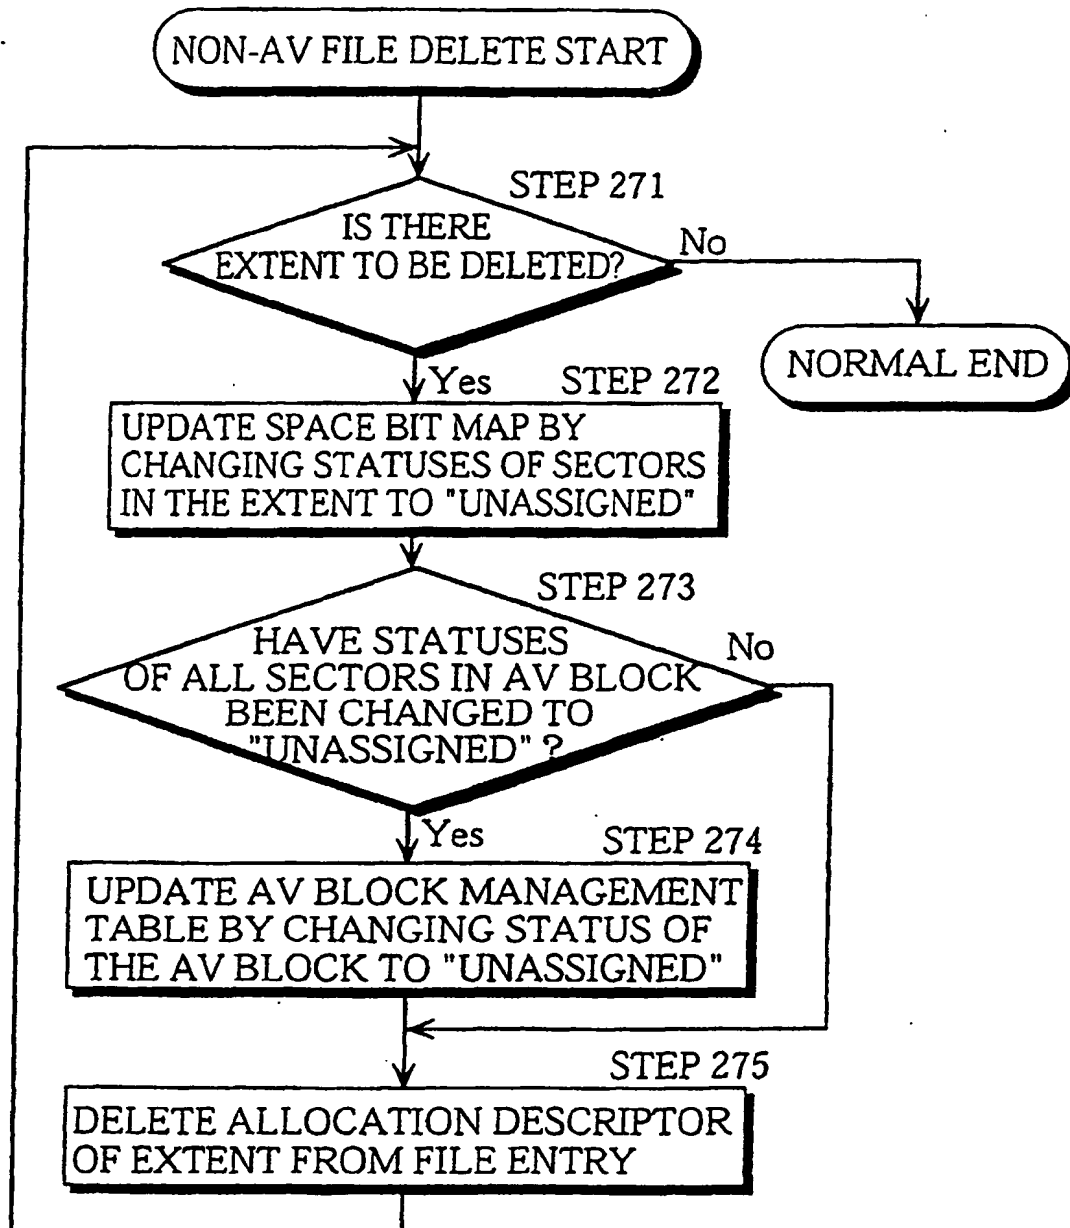 NON-AV FILE DELETE START
STEP 271
IS THERE
EXTENT TO BE DELETED?
No
NORMAL END
Yes
STEP 272
UPDATE SPACE BIT MAP BY
CHANGING STATUSES OF SECTORS
IN THE EXTENT TO "UNASSIGNED"
STEP 273
HAVE STATUSES
OF ALL SECTORS IN AV BLOCK
BEEN CHANGED TO
"UNASSIGNED" ?
No
Yes
STEP 274
UPDATE AV BLOCK MANAGEMENT
TABLE BY CHANGING STATUS OF
THE AV BLOCK TO "UNASSIGNED"
STEP 275
DELETE ALLOCATION DESCRIPTOR
OF EXTENT FROM FILE ENTRY